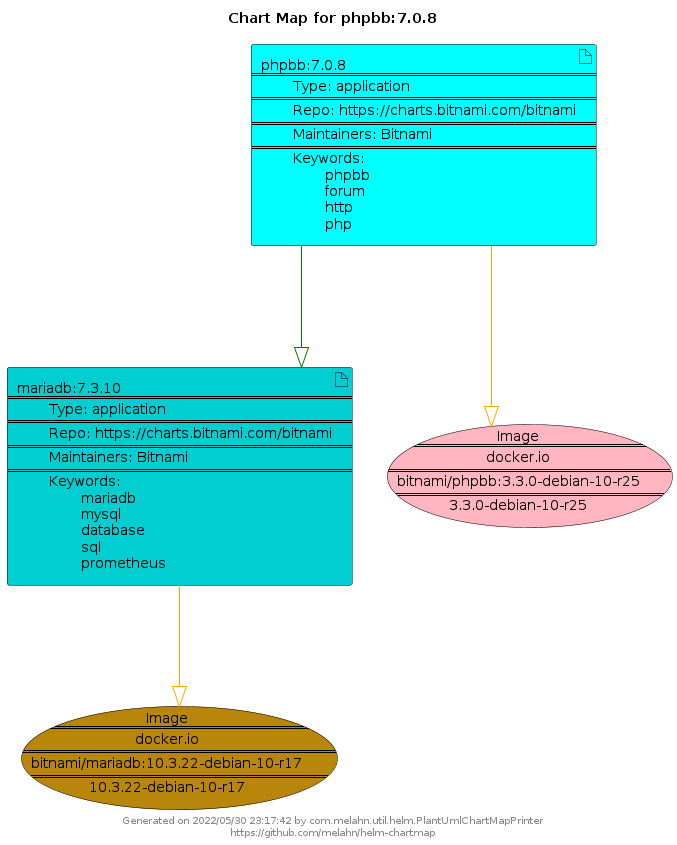 Chart Map for phpbb:7.0.8
phpbb:7.0.8
Type: application
Repo: https://charts.bitnami.com/bitnami
Maintainers: Bitnami
Keywords:
phpbb
forum
http
php
mariadb:7.3.10
Type: application
Repo: https://charts.bitnami.com/bitnami
Maintainers: Bitnami
Keywords:
mariadb
mysql
database
sql
prometheus
Image
docker.io
bitnami/phpbb:3.3.0-debian-10-r25
3.3.0-debian-10-r25
Image
docker.io
bitnami/mariadb:10.3.22-debian-10-r17
10.3.22-debian-10-r17
Generated on 2022/05/30 23:17:42 by com.melahn.util.helm.PlantUmlChartMapPrinter
https://github.com/melahn/helm-chartmap